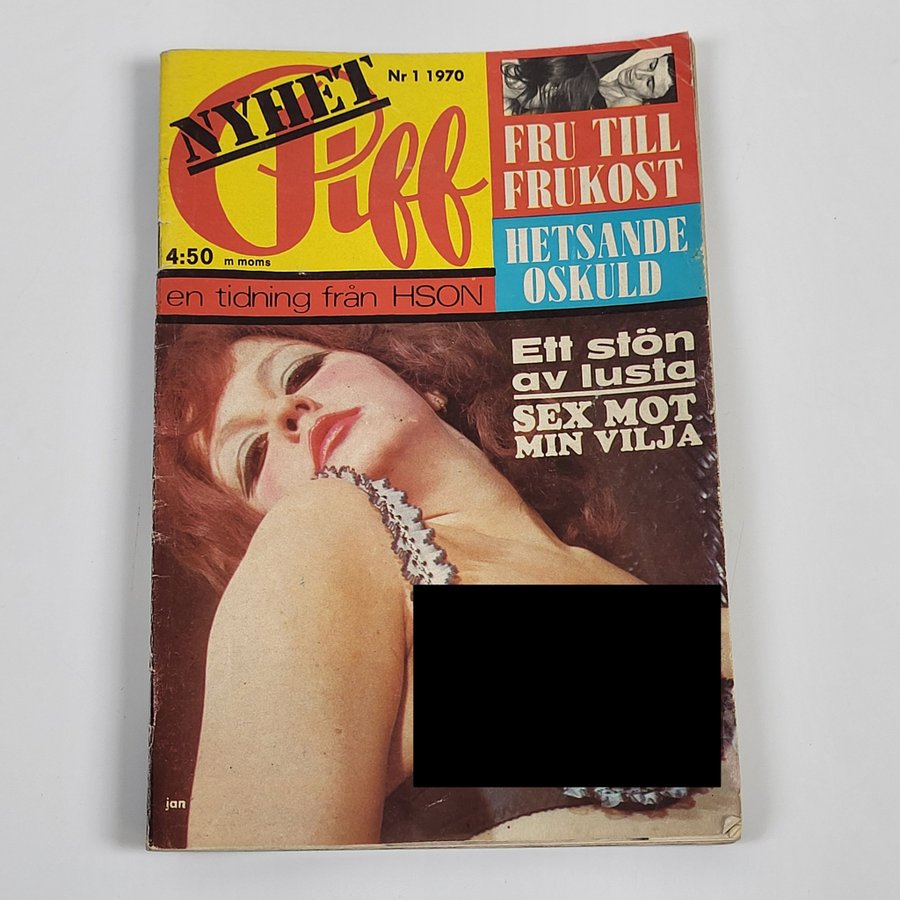 NYHET
Piff
Nr 1 1970
4:50 m moms
en tidning från HSON
FRU TILL
FRUKOST
HETSANDE
OSKULD
Ett stön
av lusta
SEX MOT
MIN VILJA
jan